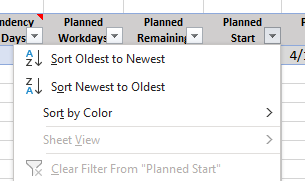 ndency Planned Planned Planned
Days Workdays Remaining Start
4/
Sort Oldest to Newest
Sort Newest to Oldest
Sort by Color
Sheet View
Clear Filter From "Planned Start"